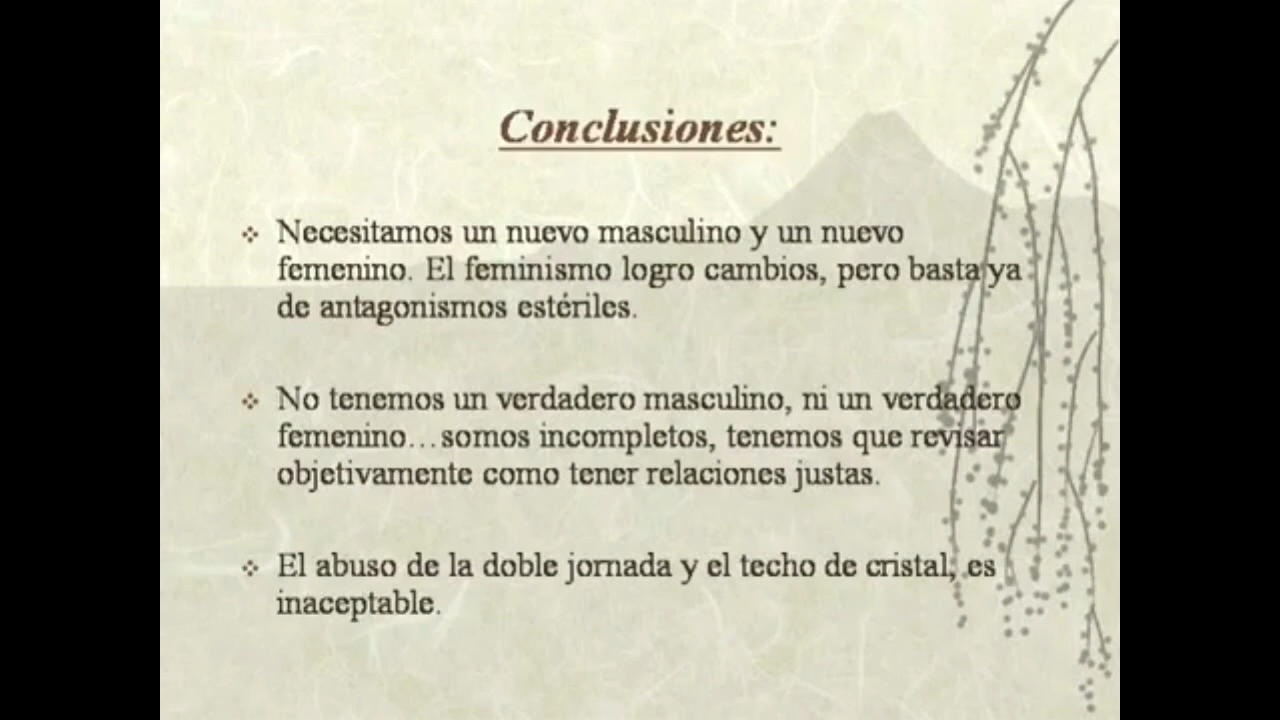 Conclusiones:
Necesitamos un nuevo masculino y un nuevo
femenino. El feminismo logro cambios, pero basta ya
de antagonismos estériles.
No tenemos un verdadero masculino, ni un verdadero
femenino...somos incompletos, tenemos que revisar
objetivamente como tener relaciones justas.
El abuso de la doble jornada y el techo de cristal, es
inaceptable.